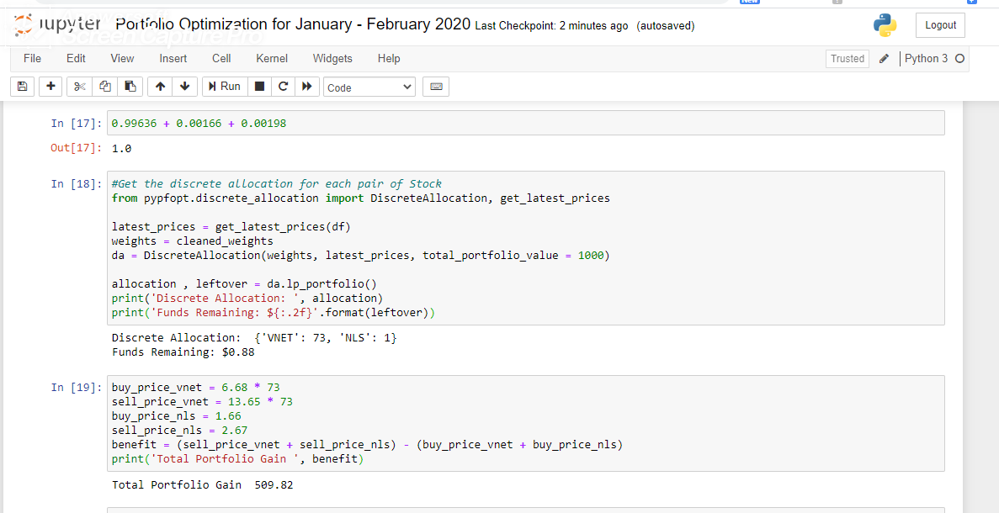 New
Jupyter Portfolio Optimization for January - February 2020 Last Checkpoint: 2 minutes ago (autosaved) Logout
Screen Capture Pro
File Edit View Insert Cell Kernel Widgets Help Trusted Python 3
Run Code
In [17]: 0.99636 + 0.00166 + 0.00198
Out[17]: 1.0
In [18]: #Get the discrete allocation for each pair of Stock
from pypfopt.discrete_allocation import DiscreteAllocation, get_latest_prices
latest_prices = get_latest_prices(df)
weights = cleaned_weights
da = DiscreteAllocation(weights, latest_prices, total_portfolio_value = 1000)
allocation , leftover = da.lp_portfolio()
print('Discrete Allocation: ', allocation)
print('Funds Remaining: ${:.2f}'.format(leftover))
Discrete Allocation:  {'VNET': 73, 'NLS': 1}
Funds Remaining: $0.88
In [19]: buy_price_vnet = 6.68 * 73
sell_price_vnet = 13.65 * 73
buy_price_nls = 1.66
sell_price_nls = 2.67
benefit = (sell_price_vnet + sell_price_nls) - (buy_price_vnet + buy_price_nls)
print('Total Portfolio Gain ', benefit)
Total Portfolio Gain  509.82